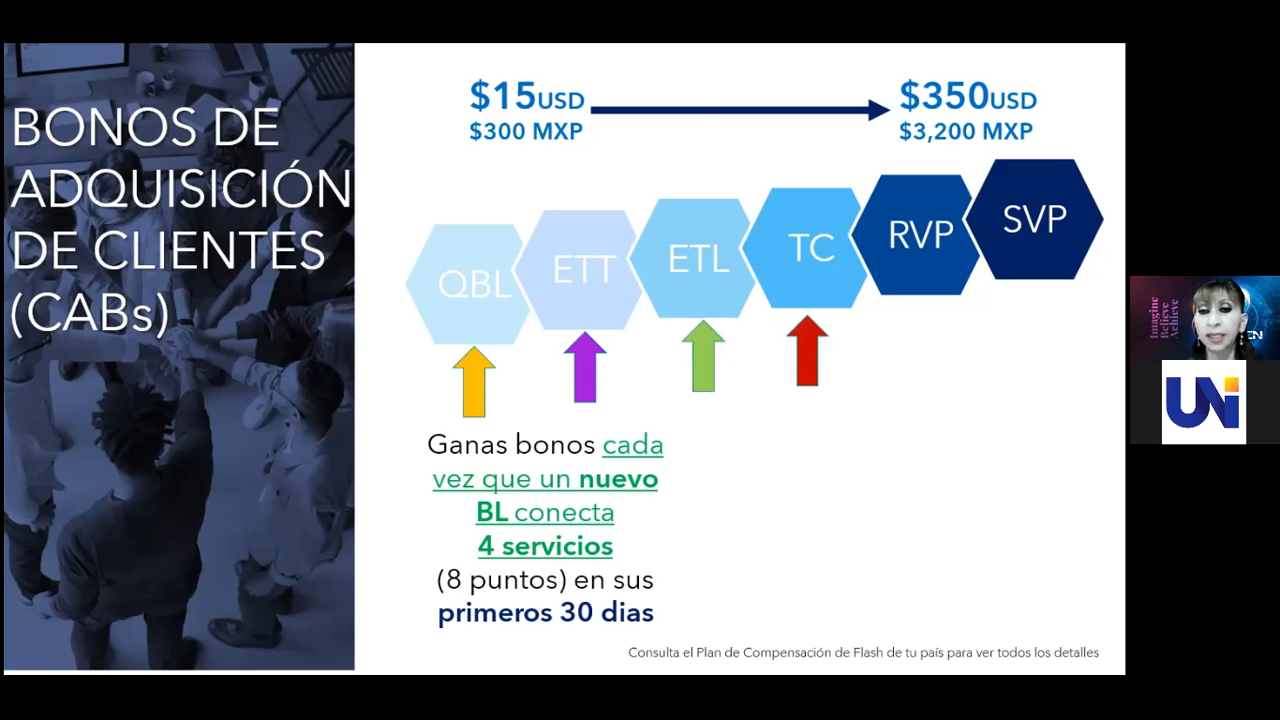 BONOS DE
ADQUISICIÓN
DE CLIENTES
(CABs)
$15USD
$300 MXP
$350USD
$3,200 MXP
QBL
ETT
ETL
TC
RVP
SVP
Ganas bonos cada
vez que un nuevo
BL conecta
4 servicios
(8 puntos) en sus
primeros 30 dias
Consulta el Plan de Compensación de Flash de tu país para ver todos los detalles
Imagine
Believe
Achieve
UNi